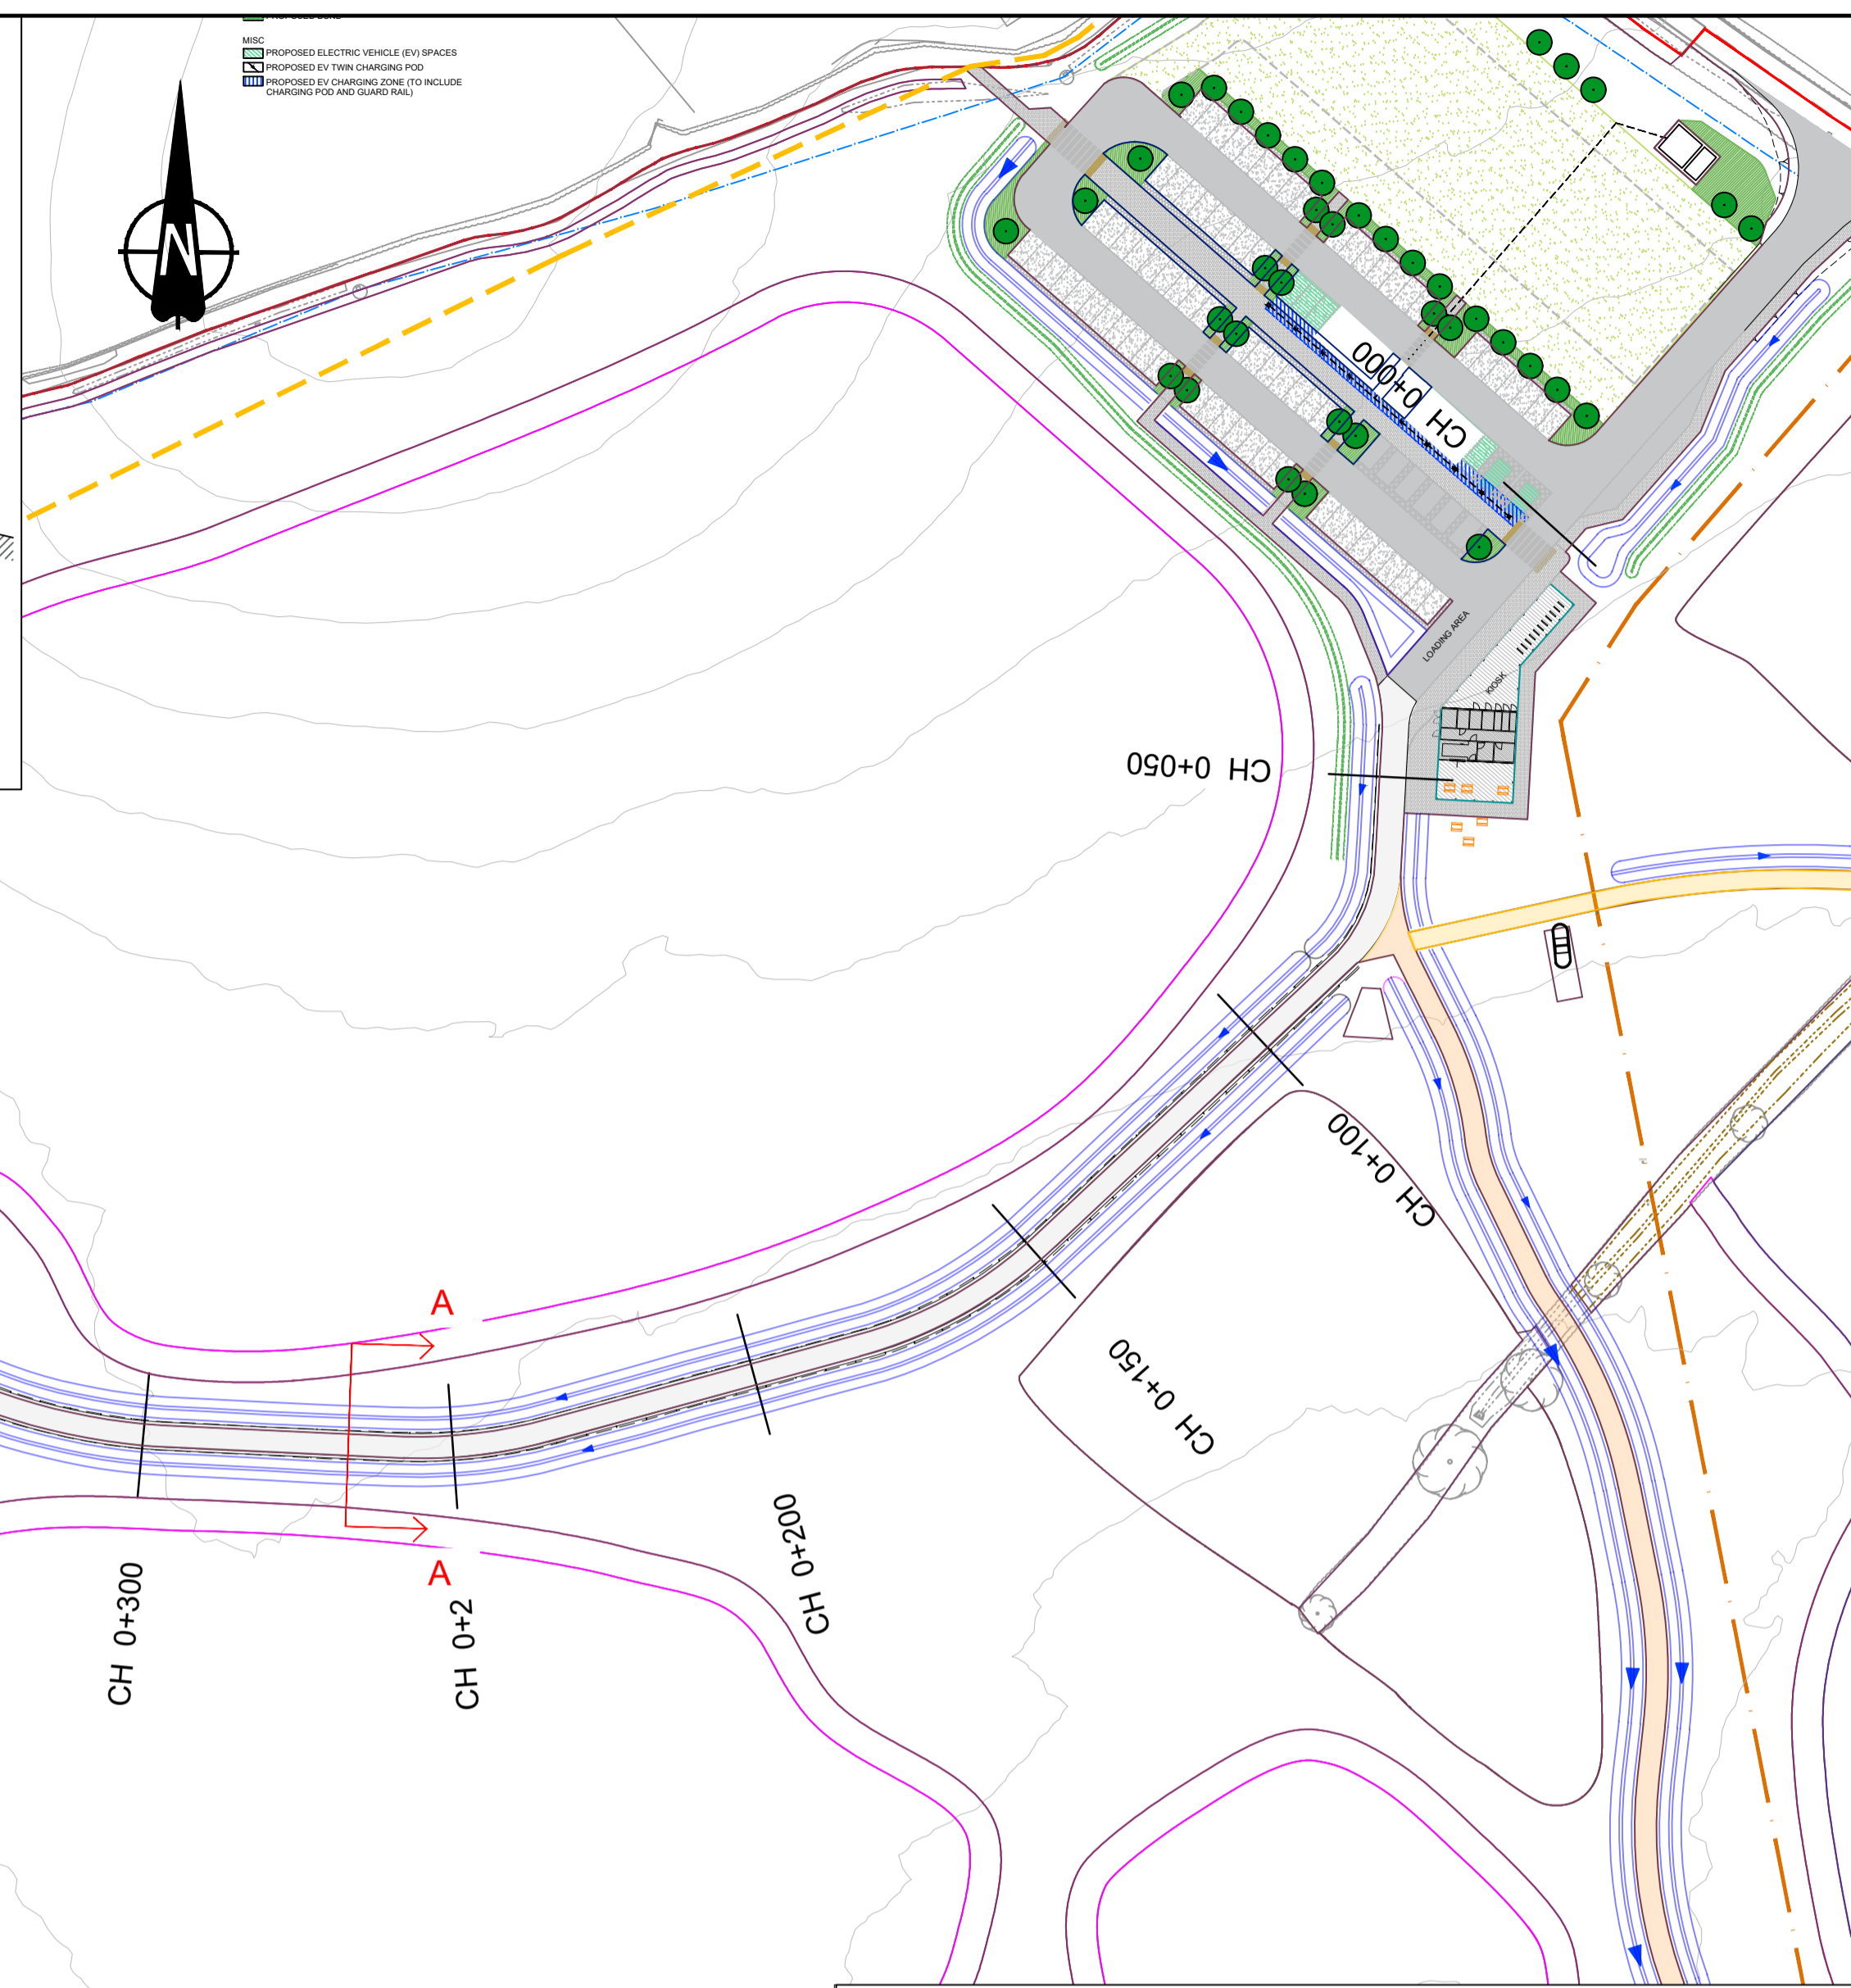 MISC
PROPOSED ELECTRIC VEHICLE (EV) SPACES
PROPOSED EV TWIN CHARGING POD
PROPOSED EV CHARGING ZONE (TO INCLUDE
CHARGING POD AND GUARD RAIL)
N
CH 0+000
LOADING AREA
KIOSK
CH 0+050
CH 0+100
CH 0+150
A
A
CH 0+200
CH 0+2
CH 0+300